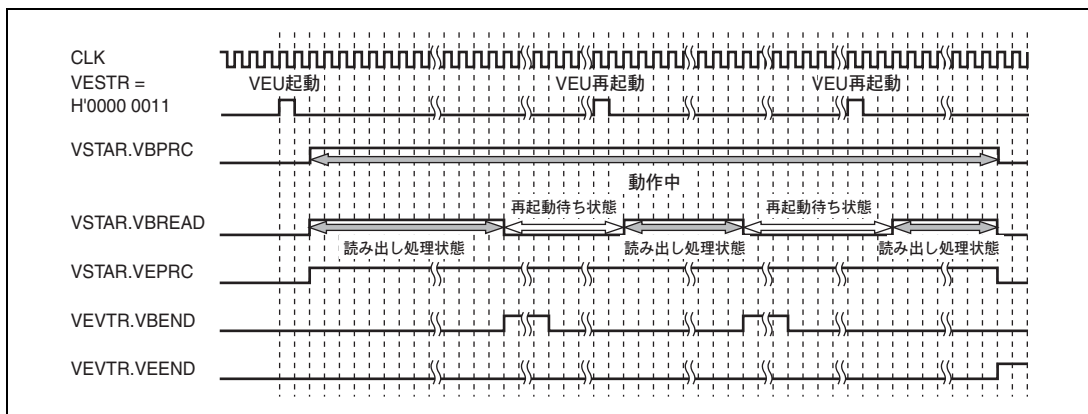 CLK
VESTR =
H'0000 0011
VEU起動
VEU再起動
VEU再起動
VSTAR.VBPRC
動作中
VSTAR.VBREAD
再起動待ち状態
再起動待ち状態
読み出し処理状態
読み出し処理状態
読み出し処理状態
VSTAR.VEPRC
VEVTR.VBEND
VEVTR.VEEND